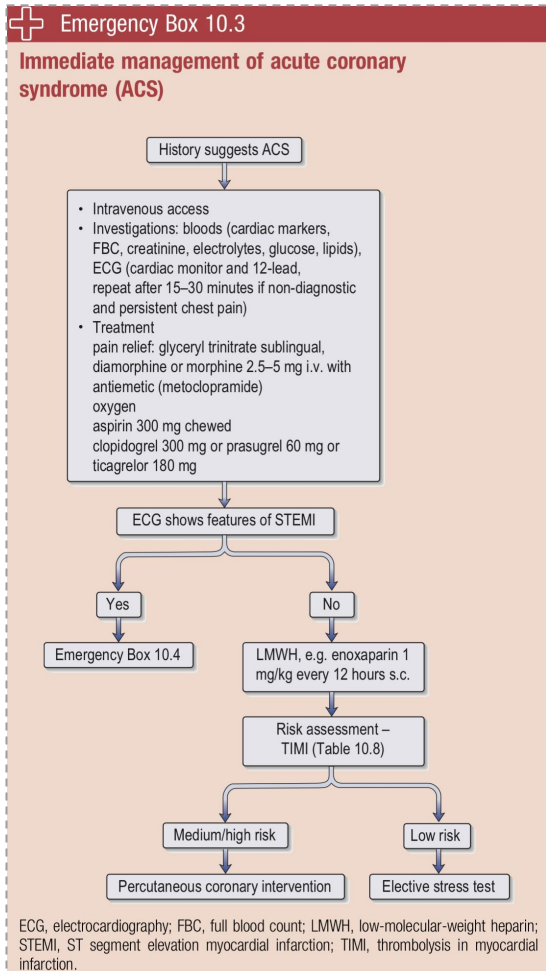 Emergency Box 10.3
Immediate management of acute coronary
syndrome (ACS)
History suggests ACS
• Intravenous access
• Investigations: bloods (cardiac markers,
FBC, creatinine, electrolytes, glucose, lipids),
ECG (cardiac monitor and 12-lead,
repeat after 15–30 minutes if non-diagnostic
and persistent chest pain)
• Treatment
pain relief: glyceryl trinitrate sublingual,
diamorphine or morphine 2.5–5 mg i.v. with
antiemetic (metoclopramide)
oxygen
aspirin 300 mg chewed
clopidogrel 300 mg or prasugrel 60 mg or
ticagrelor 180 mg
ECG shows features of STEMI
Yes
No
Emergency Box 10.4
LMWH, e.g. enoxaparin 1
mg/kg every 12 hours s.c.
Risk assessment –
TIMI (Table 10.8)
Medium/high risk
Low risk
Percutaneous coronary intervention
Elective stress test
ECG, electrocardiography; FBC, full blood count; LMWH, low-molecular-weight heparin;
STEMI, ST segment elevation myocardial infarction; TIMI, thrombolysis in myocardial
infarction.